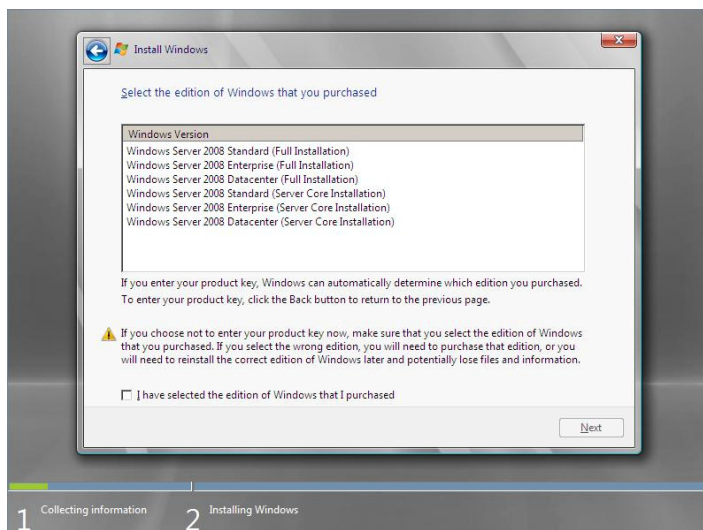 Install Windows
Select the edition of Windows that you purchased
Windows Version
Windows Server 2008 Standard (Full Installation)
Windows Server 2008 Enterprise (Full Installation)
Windows Server 2008 Datacenter (Full Installation)
Windows Server 2008 Standard (Server Core Installation)
Windows Server 2008 Enterprise (Server Core Installation)
Windows Server 2008 Datacenter (Server Core Installation)
If you enter your product key, Windows can automatically determine which edition you purchased.
To enter your product key, click the Back button to return to the previous page.
If you choose not to enter your product key now, make sure that you select the edition of Windows
that you purchased. If you select the wrong edition, you will need to purchase that edition, or you
will need to reinstall the correct edition of Windows later and potentially lose files and information.
I have selected the edition of Windows that I purchased
Next
1 Collecting information 2 Installing Windows